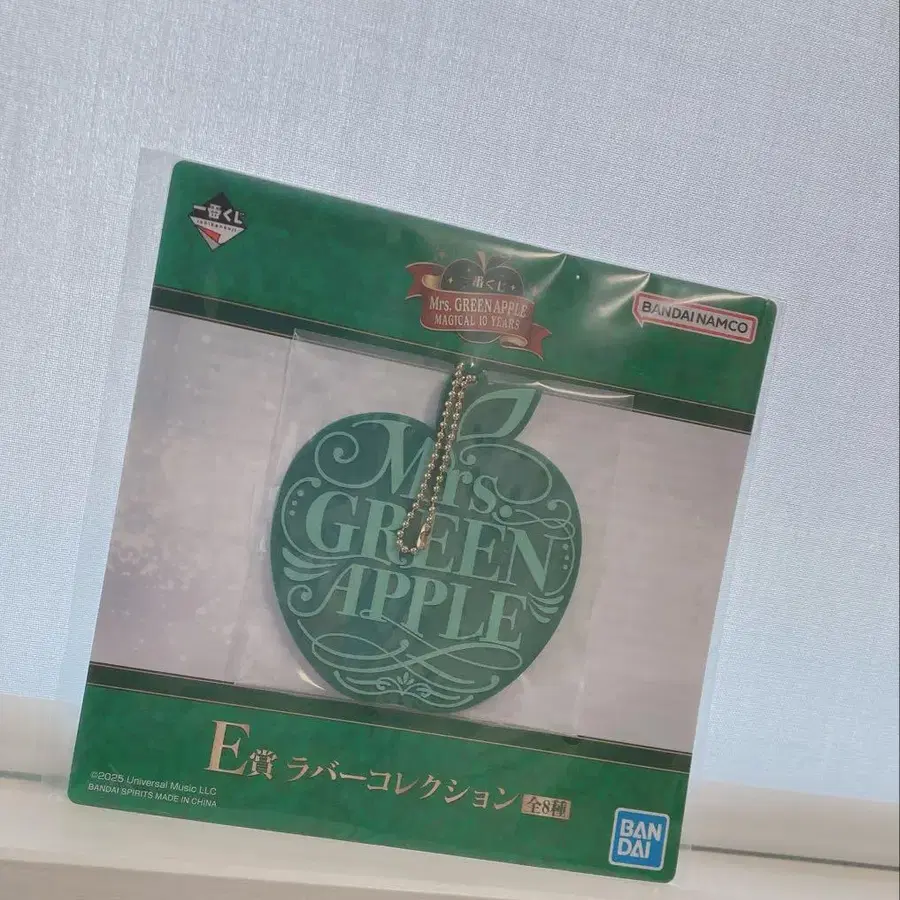 一番くじ
一番くじ
Mrs. GREEN APPLE
MAGICAL 10 YEARS
BANDAI NAMCO
Mrs.
GREEN
APPLE
E賞 ラバーコレクション 全8種
©2025 Universal Music LLC
BANDAI SPIRITS MADE IN CHINA
BAN
DAI